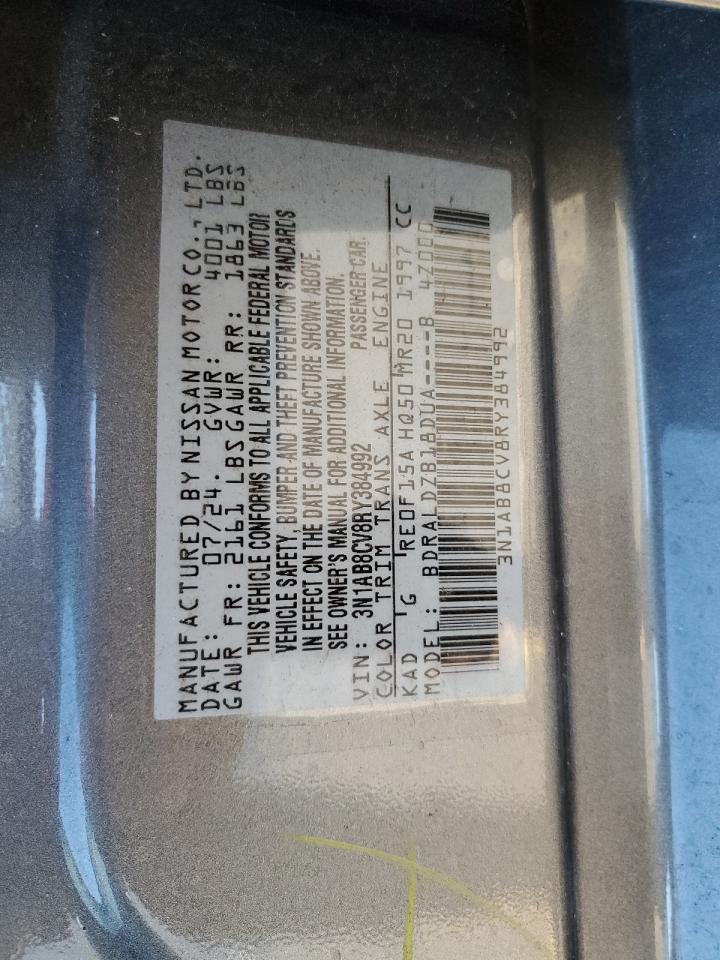 MANUFACTURED BY NISSAN MOTOR CO., LTD.
DATE: 07/24. GVWR: 4001 LBS
GAWR FR: 2161 LBS GAWR RR: 1863 LBS
THIS VEHICLE CONFORMS TO ALL APPLICABLE FEDERAL MOTOR
VEHICLE SAFETY, BUMPER AND THEFT PREVENTION STANDARDS
IN EFFECT ON THE DATE OF MANUFACTURE SHOWN ABOVE.
SEE OWNER'S MANUAL FOR ADDITIONAL INFORMATION.
VIN: 3N1AB8CV8RY384992 PASSENGER CAR.
COLOR TRIM TRANS AXLE ENGINE
KAD G RE0F15A HQ50 MR20 1997 CC
MODEL: BDRALDZB18DUA-----B 4Z000
3N1AB8CV8RY384992